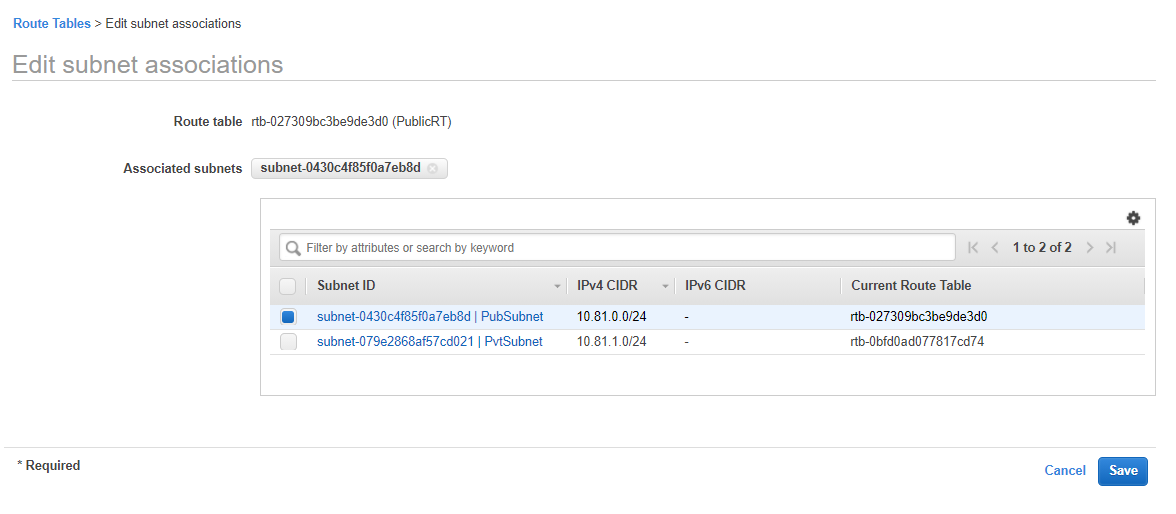 Route Tables > Edit subnet associations
Edit subnet associations
Route table rtb-027309bc3be9de3d0 (PublicRT)
Associated subnets subnet-0430c4f85f0a7eb8d
Filter by attributes or search by keyword 1 to 2 of 2
Subnet ID IPv4 CIDR IPv6 CIDR Current Route Table
subnet-0430c4f85f0a7eb8d | PubSubnet 10.81.0.0/24 - rtb-027309bc3be9de3d0
subnet-079e2868af57cd021 | PvtSubnet 10.81.1.0/24 - rtb-0bfd0ad077817cd74
* Required Cancel Save